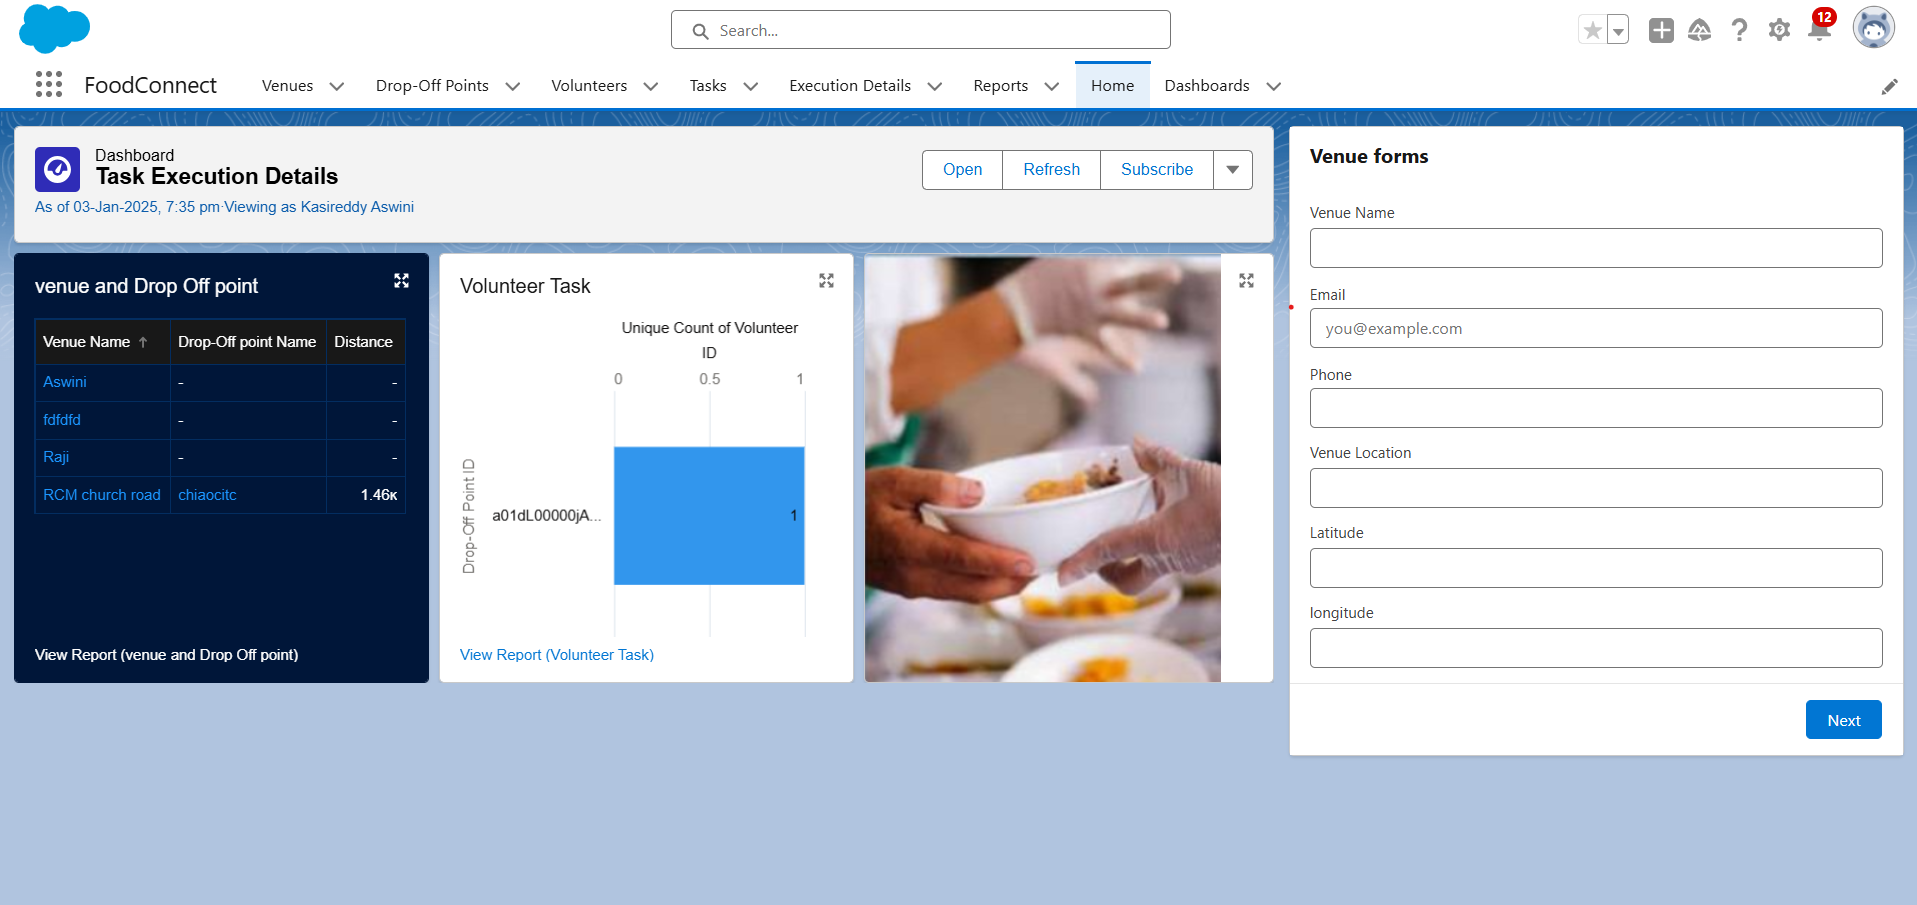 Search...
12
FoodConnect
Venues
Drop-Off Points
Volunteers
Tasks
Execution Details
Reports
Home
Dashboards
Dashboard
Task Execution Details
As of 03-Jan-2025, 7:35 pm·Viewing as Kasireddy Aswini
Open
Refresh
Subscribe
venue and Drop Off point
Venue Name ↑ Drop-Off point Name Distance
Aswini - -
fdfdfd - -
Raji - -
RCM church road chiaocitc 1.46ĸ
View Report (venue and Drop Off point)
Volunteer Task
Unique Count of Volunteer
ID
0 0.5 1
Drop-Off Point ID
a01dL00000jA...
1
View Report (Volunteer Task)
Venue forms
Venue Name
Email
you@example.com
Phone
Venue Location
Latitude
longitude
Next